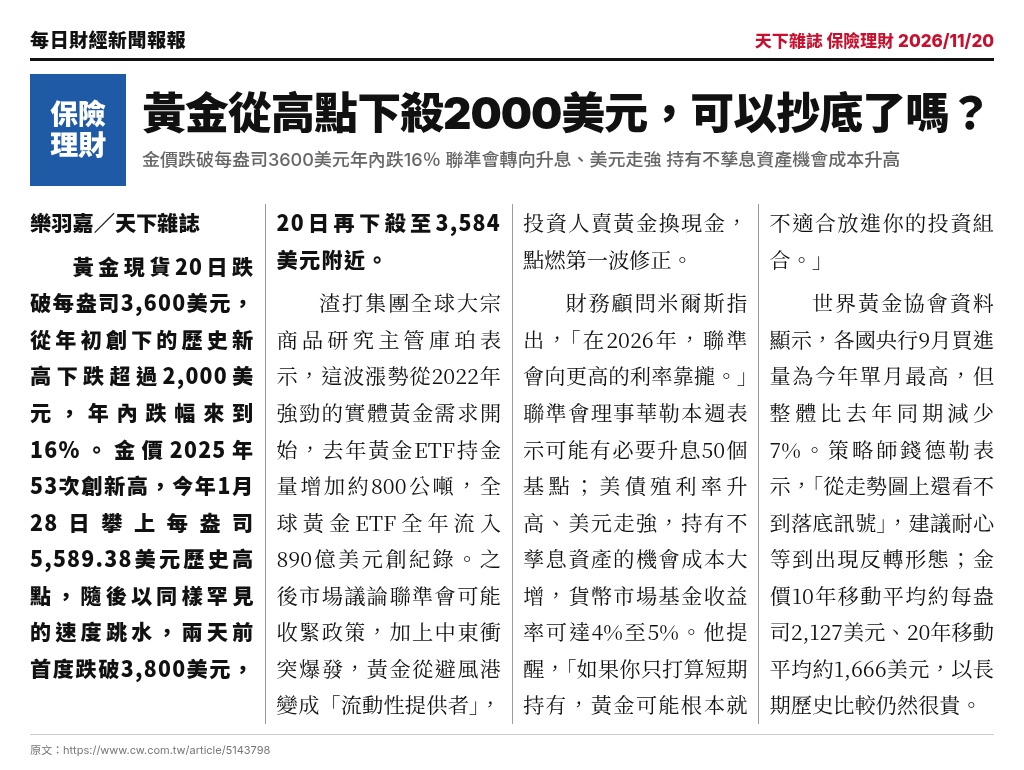 每日財經新聞報報
天下雜誌 保險理財 2026/11/20
保險
理財
黃金從高點下殺2000美元，可以抄底了嗎？
金價跌破每盎司3600美元年內跌16% 聯準會轉向升息、美元走強 持有不孳息資產機會成本升高
樂羽嘉／天下雜誌
黃金現貨20日跌
破每盎司3,600美元，
從年初創下的歷史新
高下跌超過2,000美
元，年內跌幅來到
16%。金價2025年
53次創新高，今年1月
28日攀上每盎司
5,589.38美元歷史高
點，隨後以同樣罕見
的速度跳水，兩天前
首度跌破3,800美元，
20日再下殺至3,584
美元附近。
渣打集團全球大宗
商品研究主管庫珀表
示，這波漲勢從2022年
強勁的實體黃金需求開
始，去年黃金ETF持金
量增加約800公噸，全
球黃金ETF全年流入
890億美元創紀錄。之
後市場議論聯準會可能
收緊政策，加上中東衝
突爆發，黃金從避風港
變成「流動性提供者」，
投資人賣黃金換現金，
點燃第一波修正。
財務顧問米爾斯指
出，「在2026年，聯準
會向更高的利率靠攏。」
聯準會理事華勒本週表
示可能有必要升息50個
基點；美債殖利率升
高、美元走強，持有不
孳息資產的機會成本大
增，貨幣市場基金收益
率可達4%至5%。他提
醒，「如果你只打算短期
持有，黃金可能根本就
不適合放進你的投資組
合。」
世界黃金協會資料
顯示，各國央行9月買進
量為今年單月最高，但
整體比去年同期減少
7%。策略師錢德勒表
示，「從走勢圖上還看不
到落底訊號」，建議耐心
等到出現反轉形態；金
價10年移動平均約每盎
司2,127美元、20年移動
平均約1,666美元，以長
期歷史比較仍然很貴。
原文：https://www.cw.com.tw/article/5143798